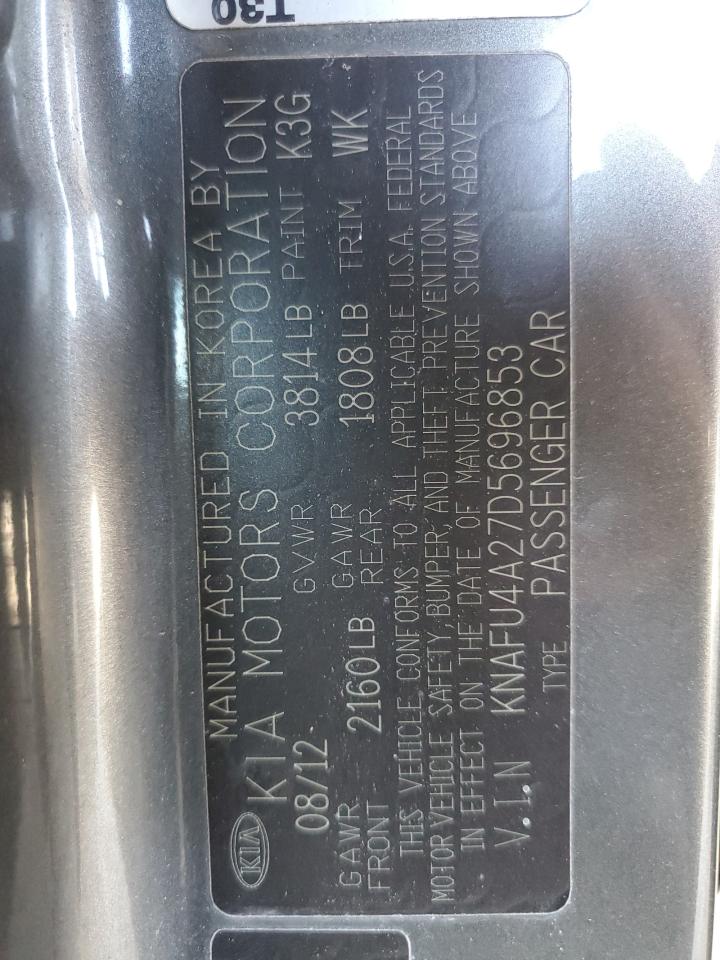 T30
MANUFACTURED IN KOREA BY
KIA KIA MOTORS CORPORATION
08/12 GVWR 3814LB PAINT K3G
GAWR FRONT 2160LB GAWR REAR 1808LB TRIM WK
THIS VEHICLE CONFORMS TO ALL APPLICABLE U.S.A. FEDERAL
MOTOR VEHICLE SAFETY, BUMPER, AND THEFT PREVENTION STANDARDS
IN EFFECT ON THE DATE OF MANUFACTURE SHOWN ABOVE
V.I.N KNAFU4A27D5696853
TYPE PASSENGER CAR